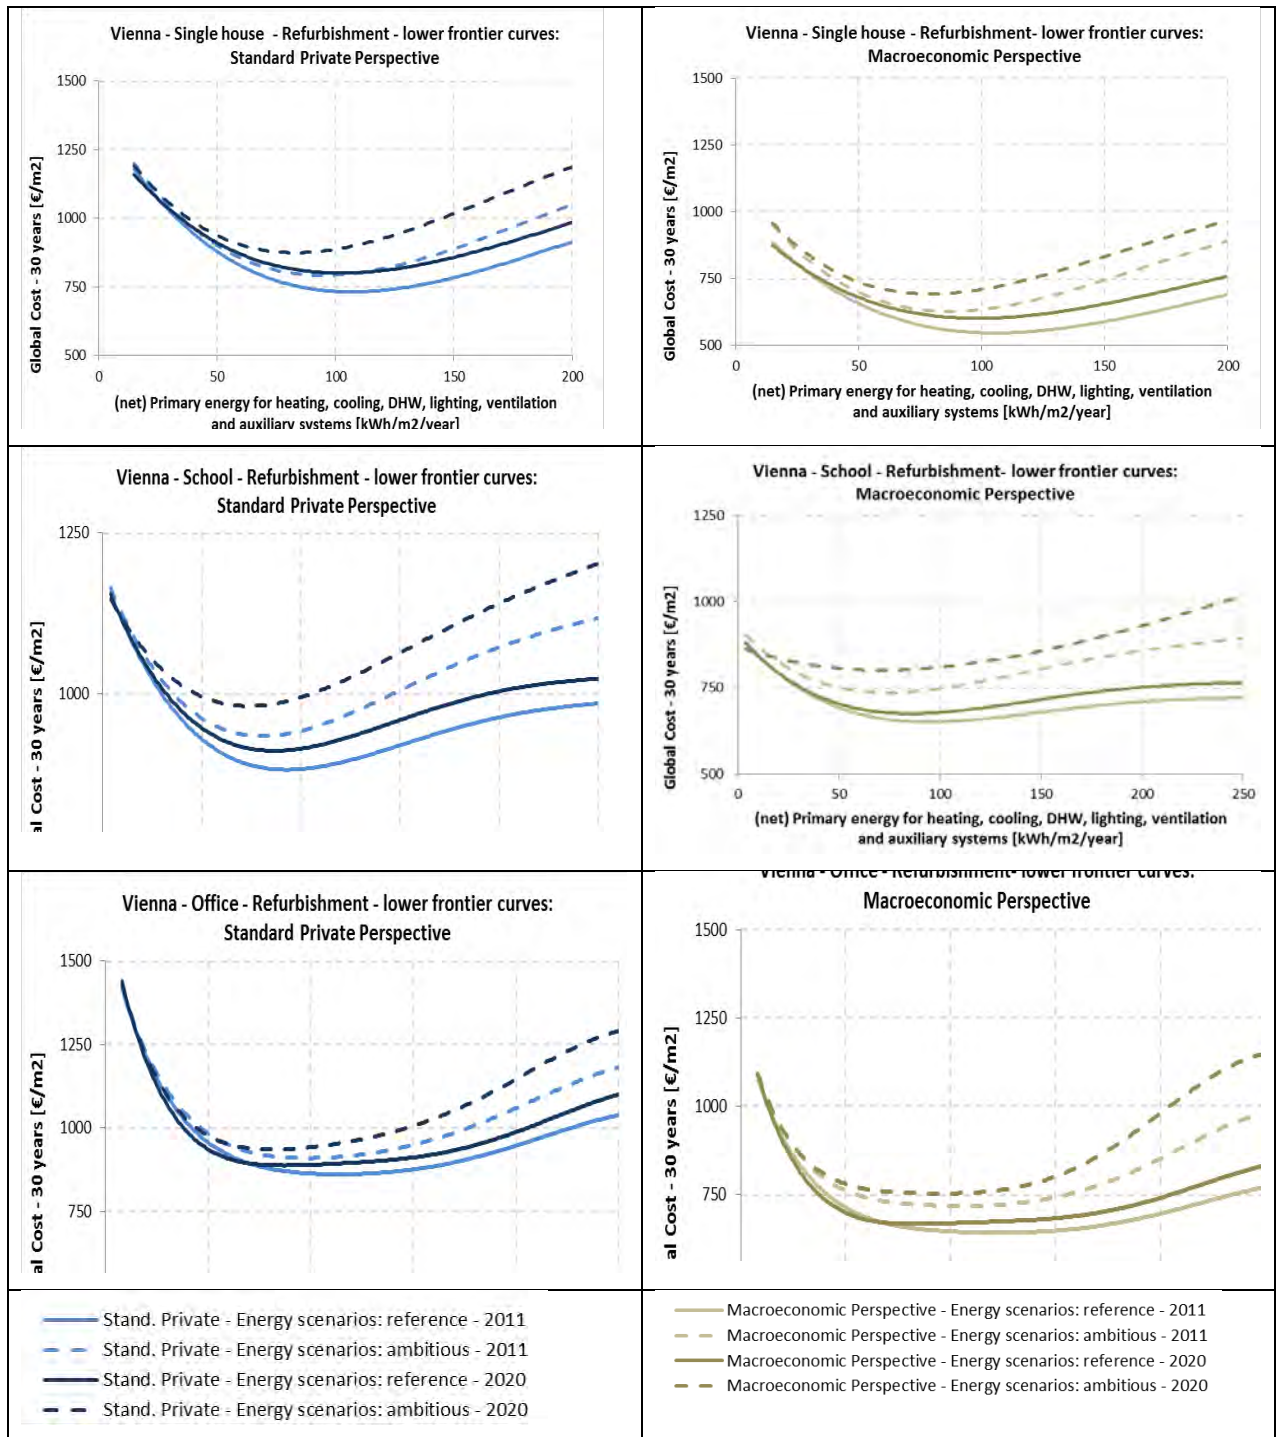 Vienna - Single house - Refurbishment - lower frontier curves:
Standard Private Perspective
1500
1250
1000
750
500
Global Cost - 30 years [€/m2]
0 50 100 150 200
(net) Primary energy for heating, cooling, DHW, lighting, ventilation
and auxiliary systems [kWh/m2/year]
Vienna - Single house - Refurbishment- lower frontier curves:
Macroeconomic Perspective
1500
1250
1000
750
500
Global Cost - 30 years [€/m2]
0 50 100 150 200
(net) Primary energy for heating, cooling, DHW, lighting, ventilation
and auxiliary systems [kWh/m2/year]
Vienna - School - Refurbishment - lower frontier curves:
Standard Private Perspective
1250
1000
al Cost - 30 years [€/m2]
Vienna - School - Refurbishment- lower frontier curves:
Macroeconomic Perspective
1250
1000
750
500
Global Cost - 30 years [€/m2]
0 50 100 150 200 250
(net) Primary energy for heating, cooling, DHW, lighting, ventilation
and auxiliary systems [kWh/m2/year]
Vienna - Office - Refurbishment - lower frontier curves:
Standard Private Perspective
1500
1250
1000
750
al Cost - 30 years [€/m2]
Vienna - Office - Refurbishment- lower frontier curves:
Macroeconomic Perspective
1500
1250
1000
750
al Cost - 30 years [€/m2]
Stand. Private - Energy scenarios: reference - 2011
Stand. Private - Energy scenarios: ambitious - 2011
Stand. Private - Energy scenarios: reference - 2020
Stand. Private - Energy scenarios: ambitious - 2020
Macroeconomic Perspective - Energy scenarios: reference - 2011
Macroeconomic Perspective - Energy scenarios: ambitious - 2011
Macroeconomic Perspective - Energy scenarios: reference - 2020
Macroeconomic Perspective - Energy scenarios: ambitious - 2020